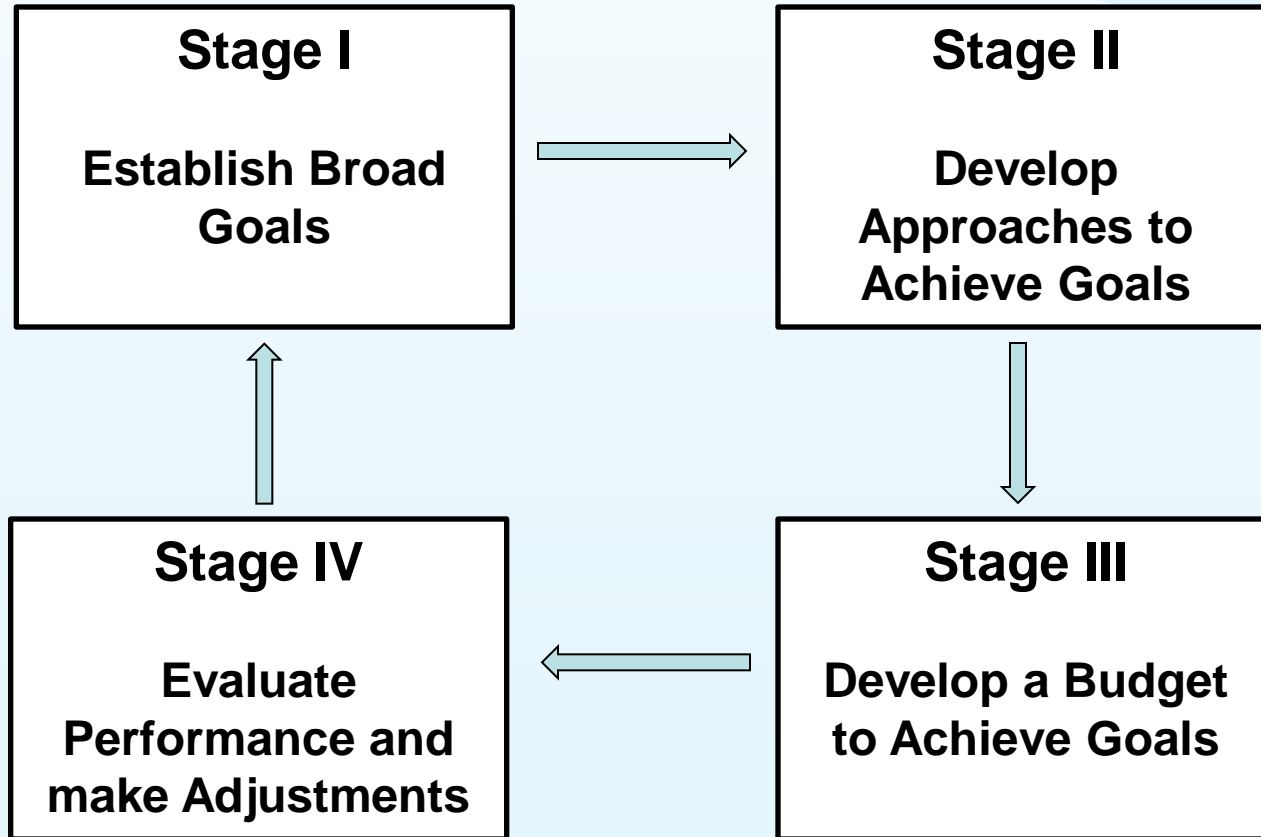 Stage I
Establish Broad
Goals
Stage II
Develop
Approaches to
Achieve Goals
Stage III
Develop a Budget
to Achieve Goals
Stage IV
Evaluate
Performance and
make Adjustments